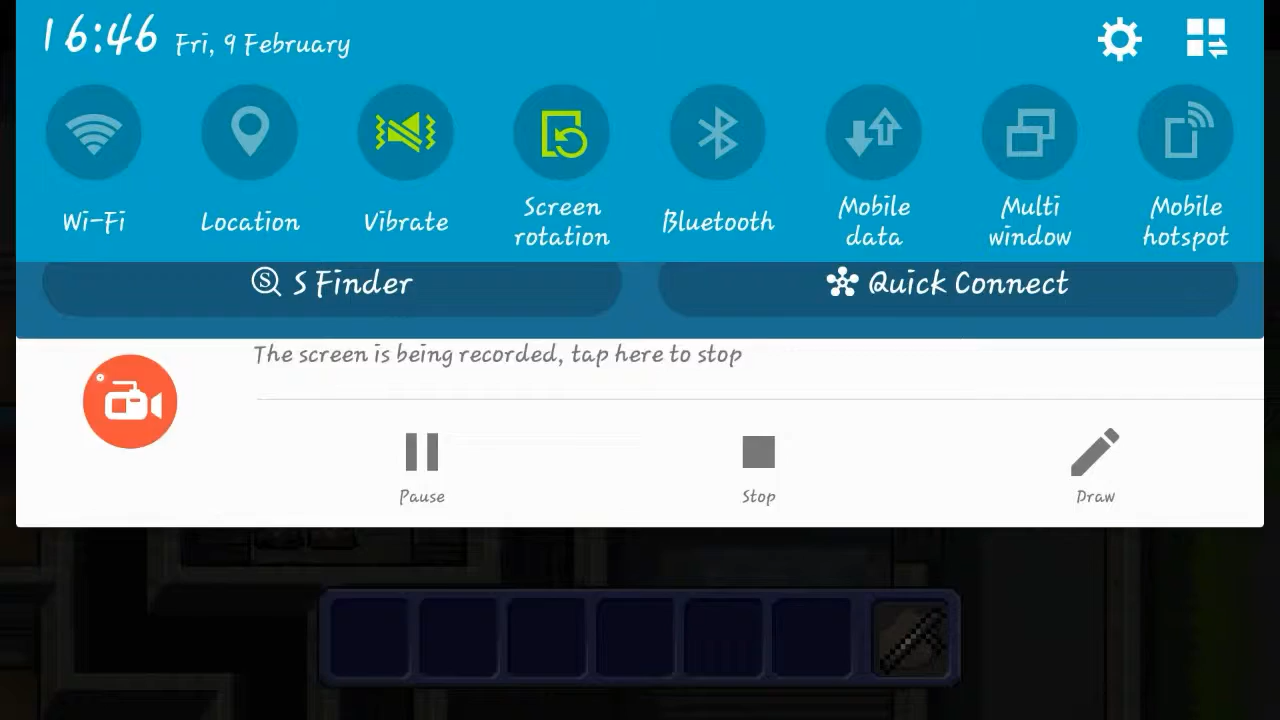 16:46 Fri, 9 February
Wi-Fi
Location
Vibrate
Screen
rotation
Bluetooth
Mobile
data
Multi
window
Mobile
hotspot
S Finder
Quick Connect
The screen is being recorded, tap here to stop
Pause
Stop
Draw